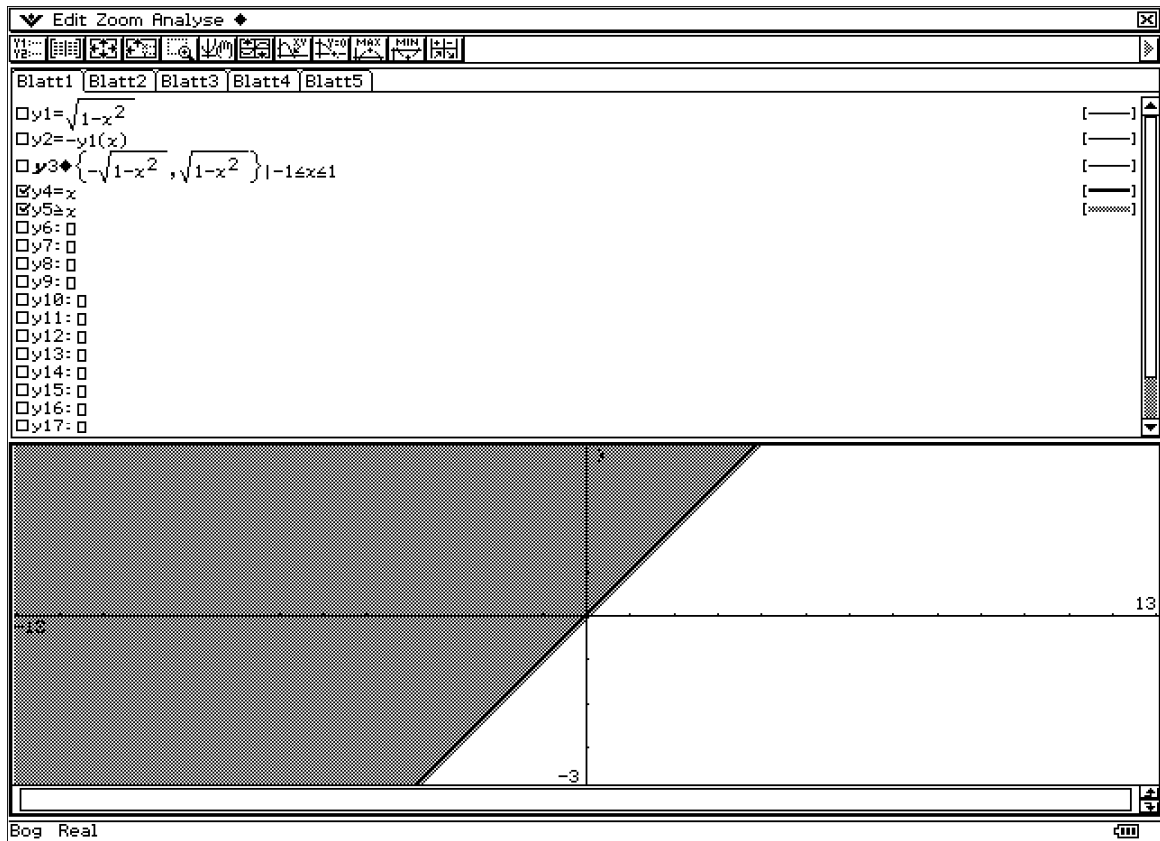 Edit Zoom Analyse
Blatt1 Blatt2 Blatt3 Blatt4 Blatt5
y1=√(1-x²)
y2=-y1(x)
y3◆{-√(1-x²),√(1-x²)}|-1≤x≤1
y4=x
y5≥x
y6:
y7:
y8:
y9:
y10:
y11:
y12:
y13:
y14:
y15:
y16:
y17:
13
-3
Bog Real